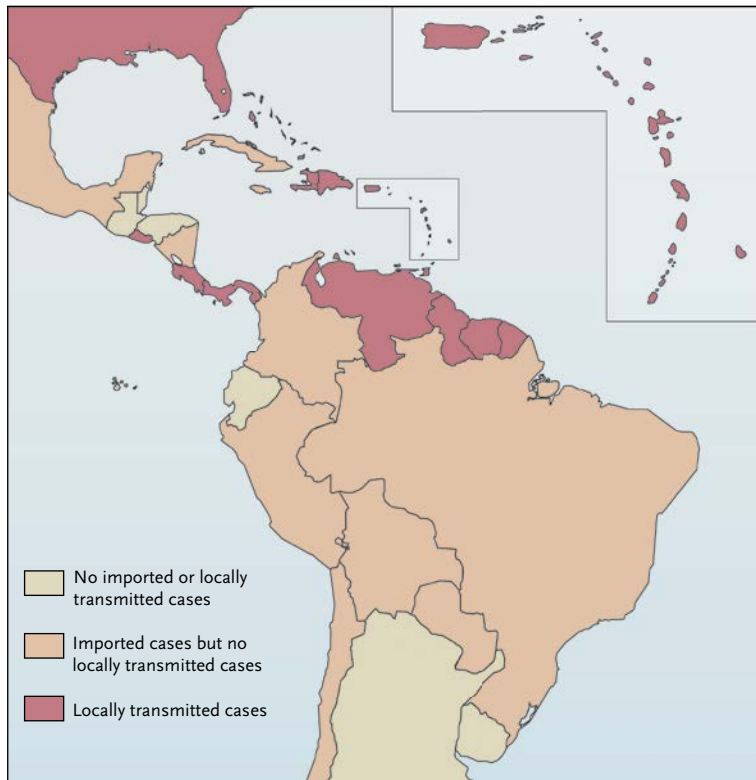 No imported or locally
transmitted cases
Imported cases but no
locally transmitted cases
Locally transmitted cases